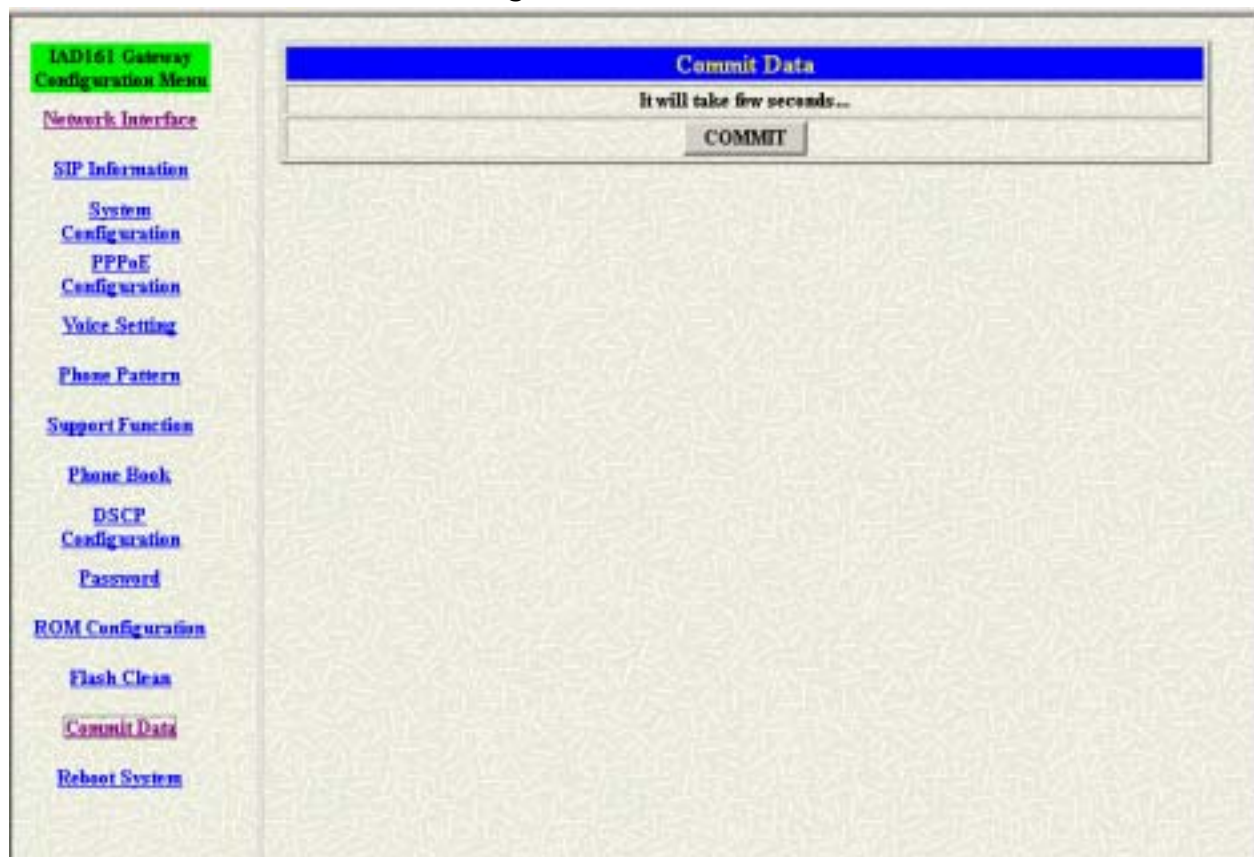 IAD161 Gateway
Configuration Menu
Network Interface
SIP Information
System
Configuration
PPPoE
Configuration
Voice Setting
Phone Pattern
Support Function
Phone Book
DSCP
Configuration
Password
ROM Configuration
Flash Clean
Commit Data
Reboot System
Commit Data
It will take few seconds...
COMMIT